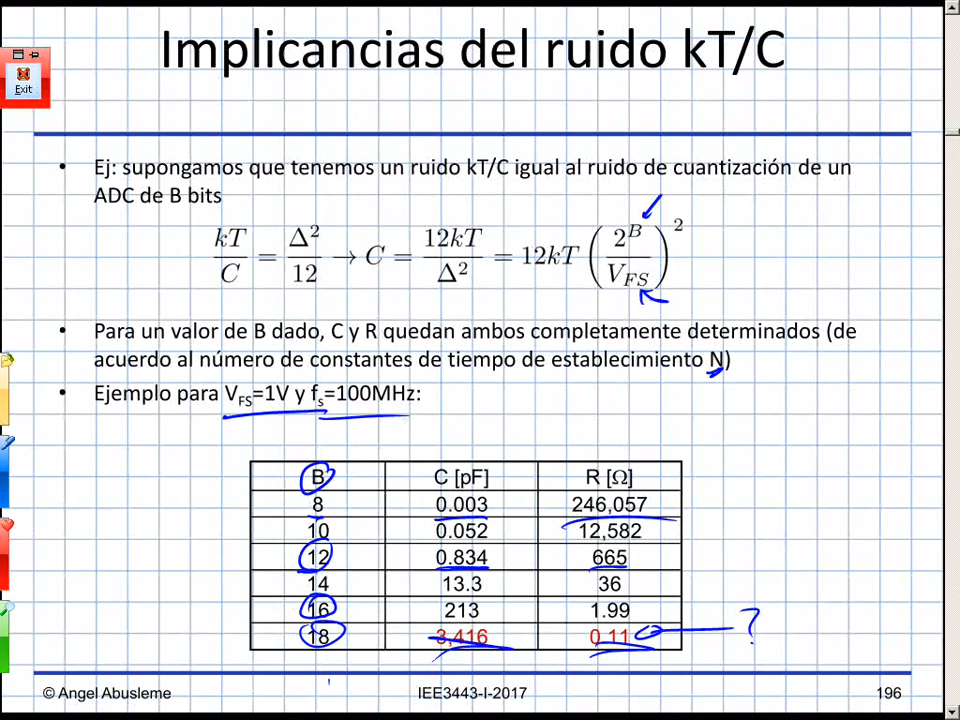 Implicancias del ruido kT/C
Exit
• Ej: supongamos que tenemos un ruido kT/C igual al ruido de cuantización de un
ADC de B bits
kT/C = Δ²/12 → C = 12kT/Δ² = 12kT (2^B/V_FS)²
• Para un valor de B dado, C y R quedan ambos completamente determinados (de
acuerdo al número de constantes de tiempo de establecimiento N)
• Ejemplo para V_FS=1V y f_s=100MHz:
B C [pF] R [Ω]
8 0.003 246,057
10 0.052 12,582
12 0.834 665
14 13.3 36
16 213 1.99
18 3,416 0.11 ?
© Angel Abusleme IEE3443-I-2017 196